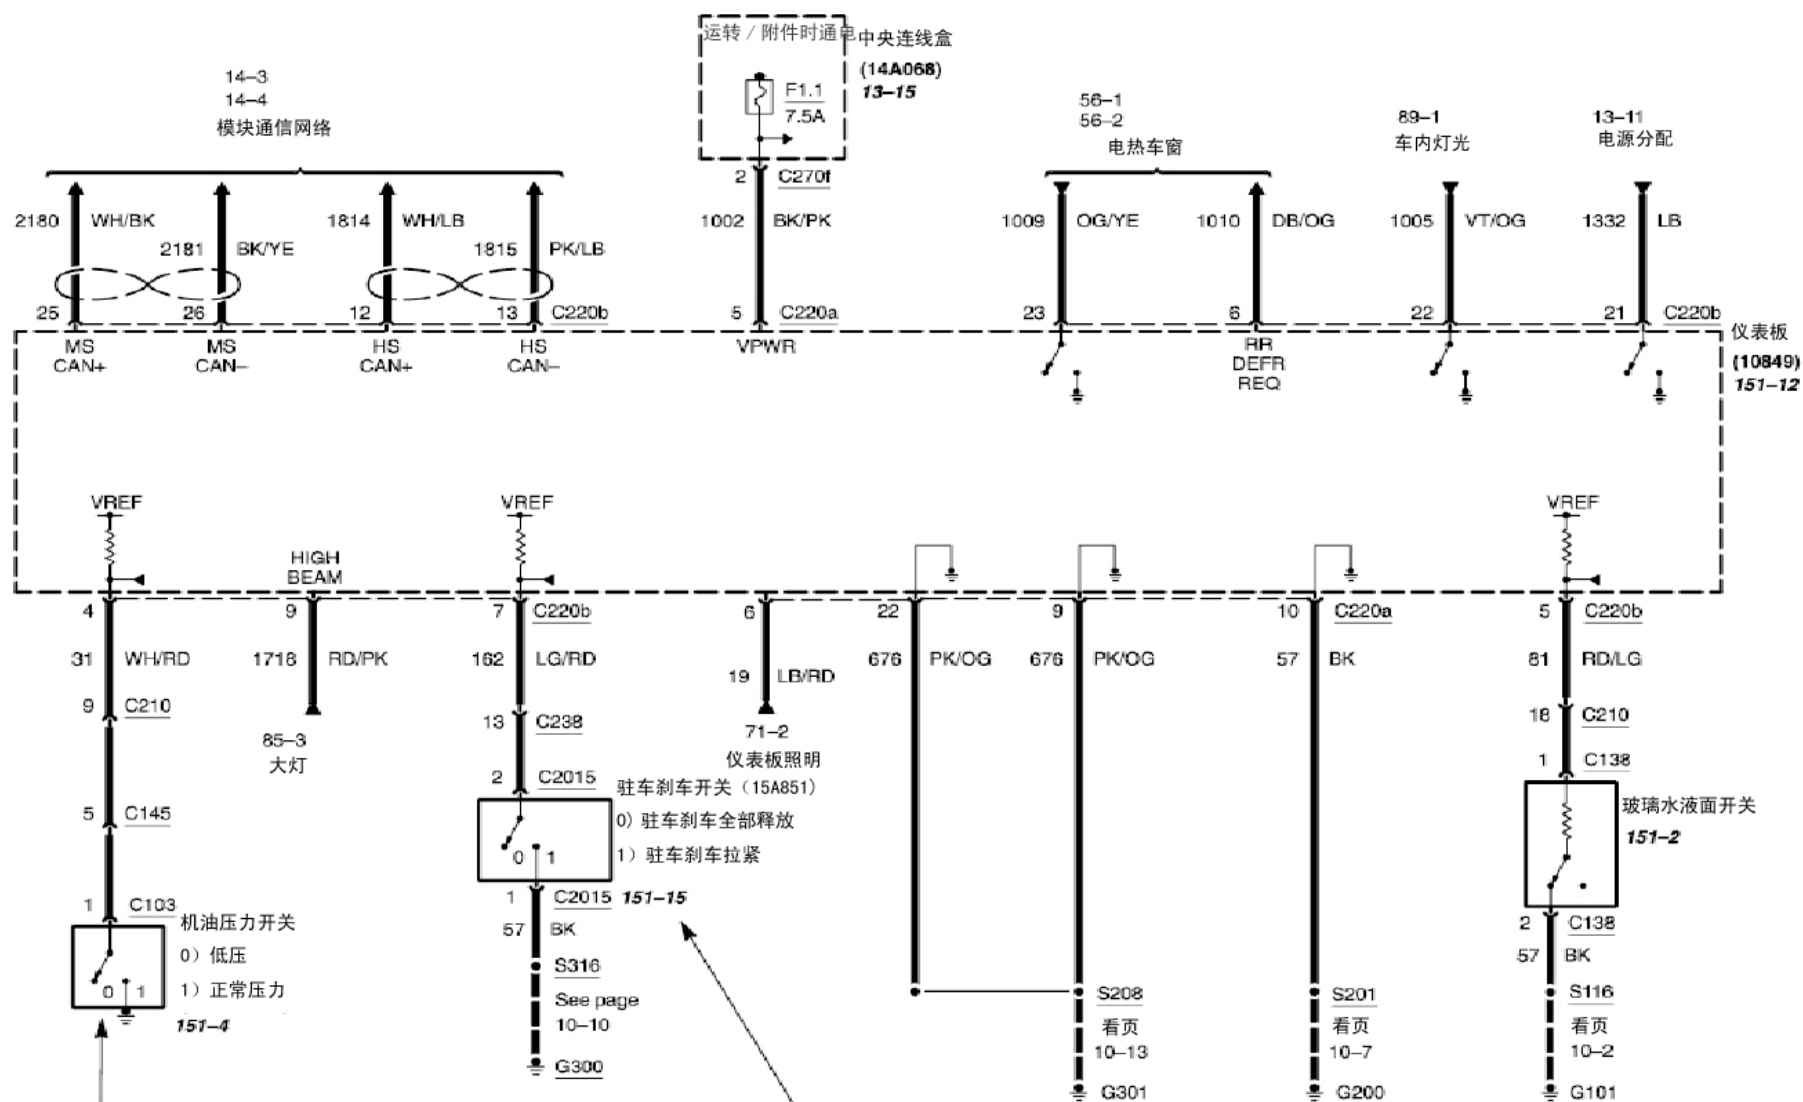 运转 / 附件时通电
中央连线盒
(14A068)
13–15
F1.1
7.5A
14–3
14–4
模块通信网络
56–1
56–2
电热车窗
89–1
车内灯光
13–11
电源分配
2 C270f
2180 WH/BK
2181 BK/YE
1814 WH/LB
1815 PK/LB
1002 BK/PK
1009 OG/YE
1010 DB/OG
1005 VT/OG
1332 LB
25 26 12 13 C220b 5 C220a 23 6 22 21 C220b
仪表板
(10849)
151–12
MS
CAN+
MS
CAN–
HS
CAN+
HS
CAN–
VPWR
RR
DEFR
REQ
VREF
VREF
VREF
HIGH
BEAM
4 9 7 C220b 6 22 9 10 C220a 5 C220b
31 WH/RD
1718 RD/PK
162 LG/RD
19 LB/RD
676 PK/OG
676 PK/OG
57 BK
81 RD/LG
9 C210
85–3
大灯
13 C238
71–2
仪表板照明
18 C210
1 C138
2 C2015
驻车刹车开关（15A851）
0）驻车刹车全部释放
1）驻车刹车拉紧
0 1
玻璃水液面开关
151–2
5 C145
1 C103
机油压力开关
0）低压
1）正常压力
0 1
151–4
1 C2015 151–15
57 BK
S316
See page
10–10
G300
2 C138
57 BK
S208
看页
10–13
G301
S201
看页
10–7
G200
S116
看页
10–2
G101